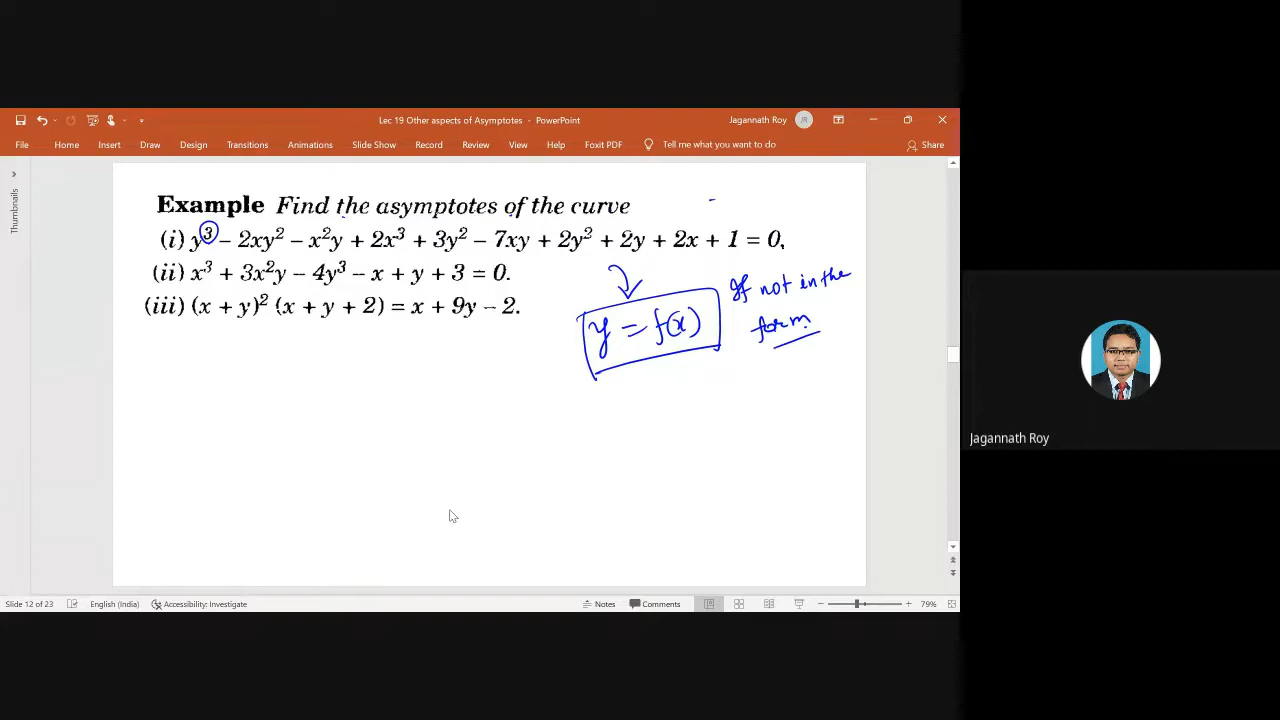 Lec 19 Other aspects of Asymptotes - PowerPoint
Jagannath Roy
JR
File Home Insert Draw Design Transitions Animations Slide Show Record Review View Help Foxit PDF Tell me what you want to do Share
Thumbnails
Example Find the asymptotes of the curve
(i) y³ − 2xy² − x²y + 2x³ + 3y² − 7xy + 2y² + 2y + 2x + 1 = 0,
(ii) x³ + 3x²y − 4y³ − x + y + 3 = 0.
(iii) (x + y)² (x + y + 2) = x + 9y − 2.
If not in the
form
y = f(x)
Jagannath Roy
Slide 12 of 23 English (India) Accessibility: Investigate Notes Comments 79%